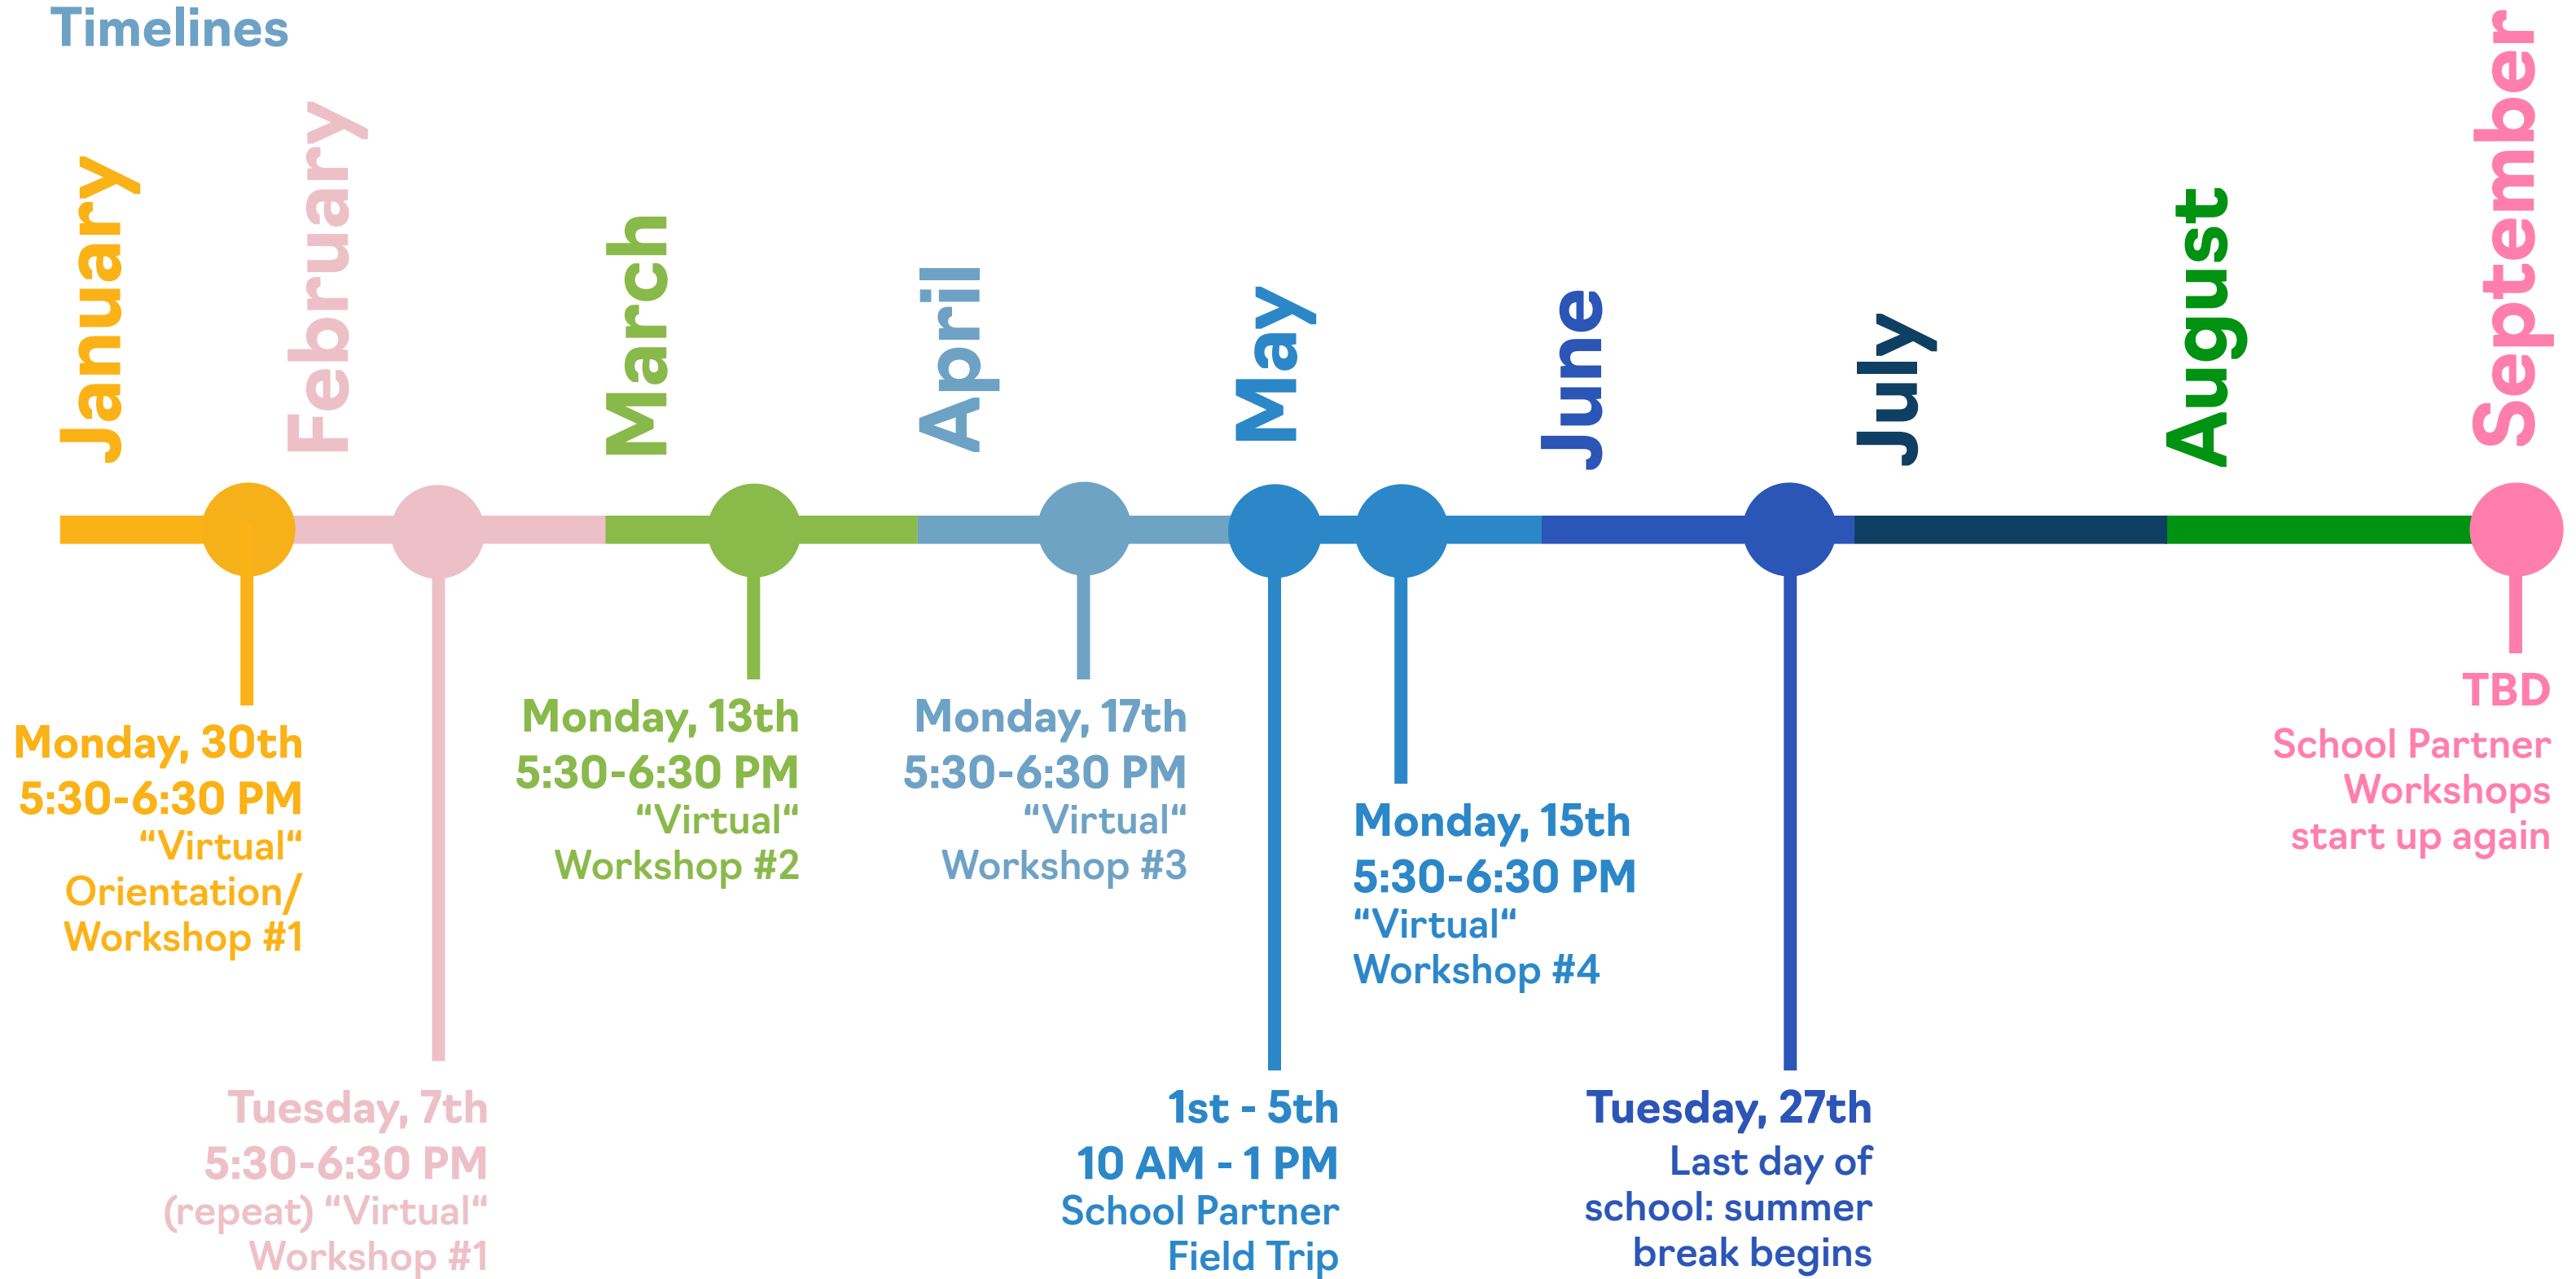 Timelines
January
February
March
April
May
June
July
August
September
Monday, 30th
5:30-6:30 PM
“Virtual“
Orientation/
Workshop #1
Tuesday, 7th
5:30-6:30 PM
(repeat) “Virtual“
Workshop #1
Monday, 13th
5:30-6:30 PM
“Virtual“
Workshop #2
Monday, 17th
5:30-6:30 PM
“Virtual“
Workshop #3
1st - 5th
10 AM - 1 PM
School Partner
Field Trip
Monday, 15th
5:30-6:30 PM
“Virtual“
Workshop #4
Tuesday, 27th
Last day of
school: summer
break begins
TBD
School Partner
Workshops
start up again